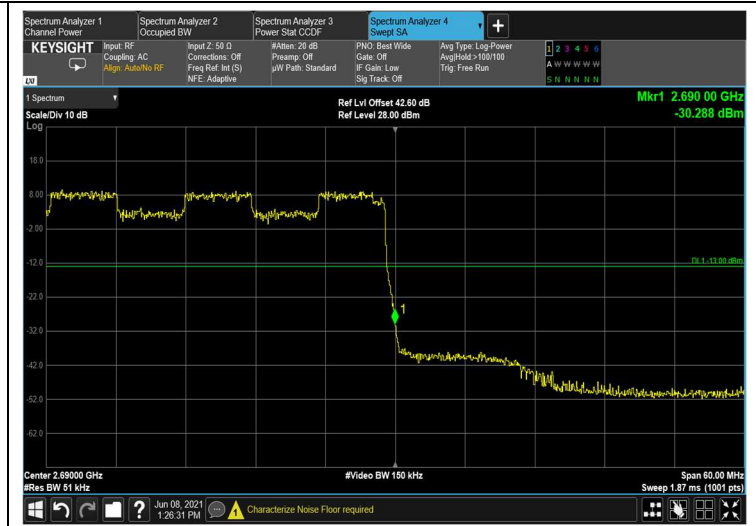 Spectrum Analyzer 1
Channel Power
Spectrum Analyzer 2
Occupied BW
Spectrum Analyzer 3
Power Stat CCDF
Spectrum Analyzer 4
Swept SA
KEYSIGHT
LXI
Input: RF
Coupling: AC
Align: Auto/No RF
Input Z: 50 Ω
Corrections: Off
Freq Ref: Int (S)
NFE: Adaptive
#Atten: 20 dB
Preamp: Off
µW Path: Standard
PNO: Best Wide
Gate: Off
IF Gain: Low
Sig Track: Off
Avg Type: Log-Power
Avg|Hold:>100/100
Trig: Free Run
1 2 3 4 5 6
A W W W W W
S N N N N N
1 Spectrum
Scale/Div 10 dB
Log
Ref Lvl Offset 42.60 dB
Ref Level 28.00 dBm
Mkr1 2.690 00 GHz
-30.288 dBm
18.0
8.00
-2.00
-12.0
DL1 -13.00 dBm
-22.0
1
-32.0
-42.0
-52.0
-62.0
Center 2.69000 GHz
#Res BW 51 kHz
#Video BW 150 kHz
Span 60.00 MHz
Sweep 1.87 ms (1001 pts)
Jun 08, 2021
1:26:31 PM
Characterize Noise Floor required